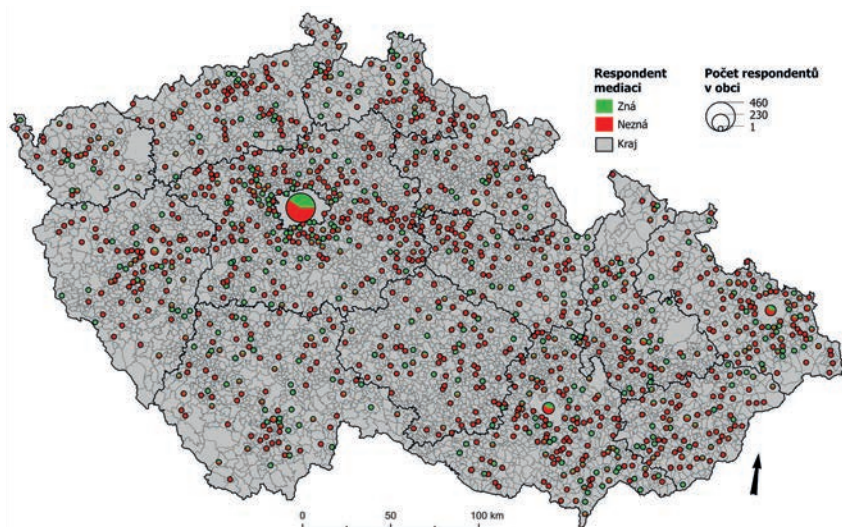 Respondent
mediaci
Zná
Nezná
Kraj
Počet respondentů
v obci
460
230
1
0 50 100 km